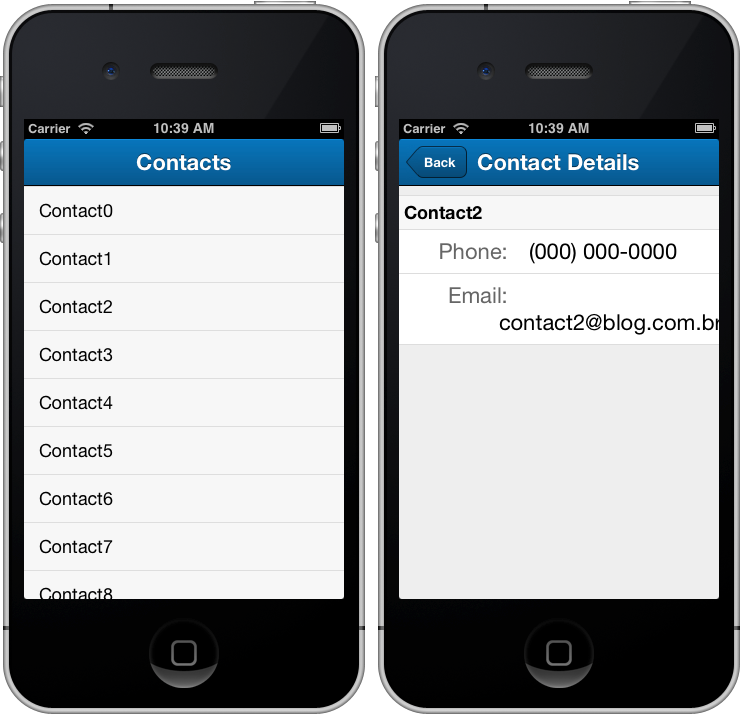 Carrier 10:39 AM
Contacts
Contact0
Contact1
Contact2
Contact3
Contact4
Contact5
Contact6
Contact7
Contact8
Carrier 10:39 AM
Back Contact Details
Contact2
Phone: (000) 000-0000
Email:
contact2@blog.com.br